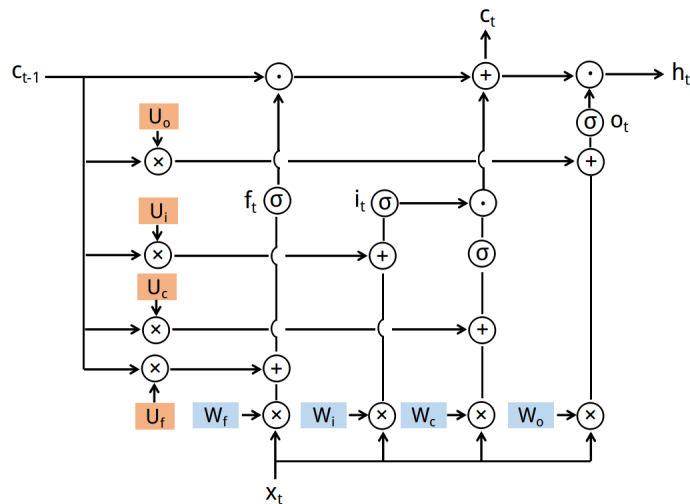 c_t
c_{t-1}
·
+
·
h_t
U_o
σ
o_t
×
+
f_t
σ
i_t
σ
·
U_i
×
+
σ
U_c
×
+
×
+
U_f
W_f
×
W_i
×
W_c
×
W_o
×
x_t